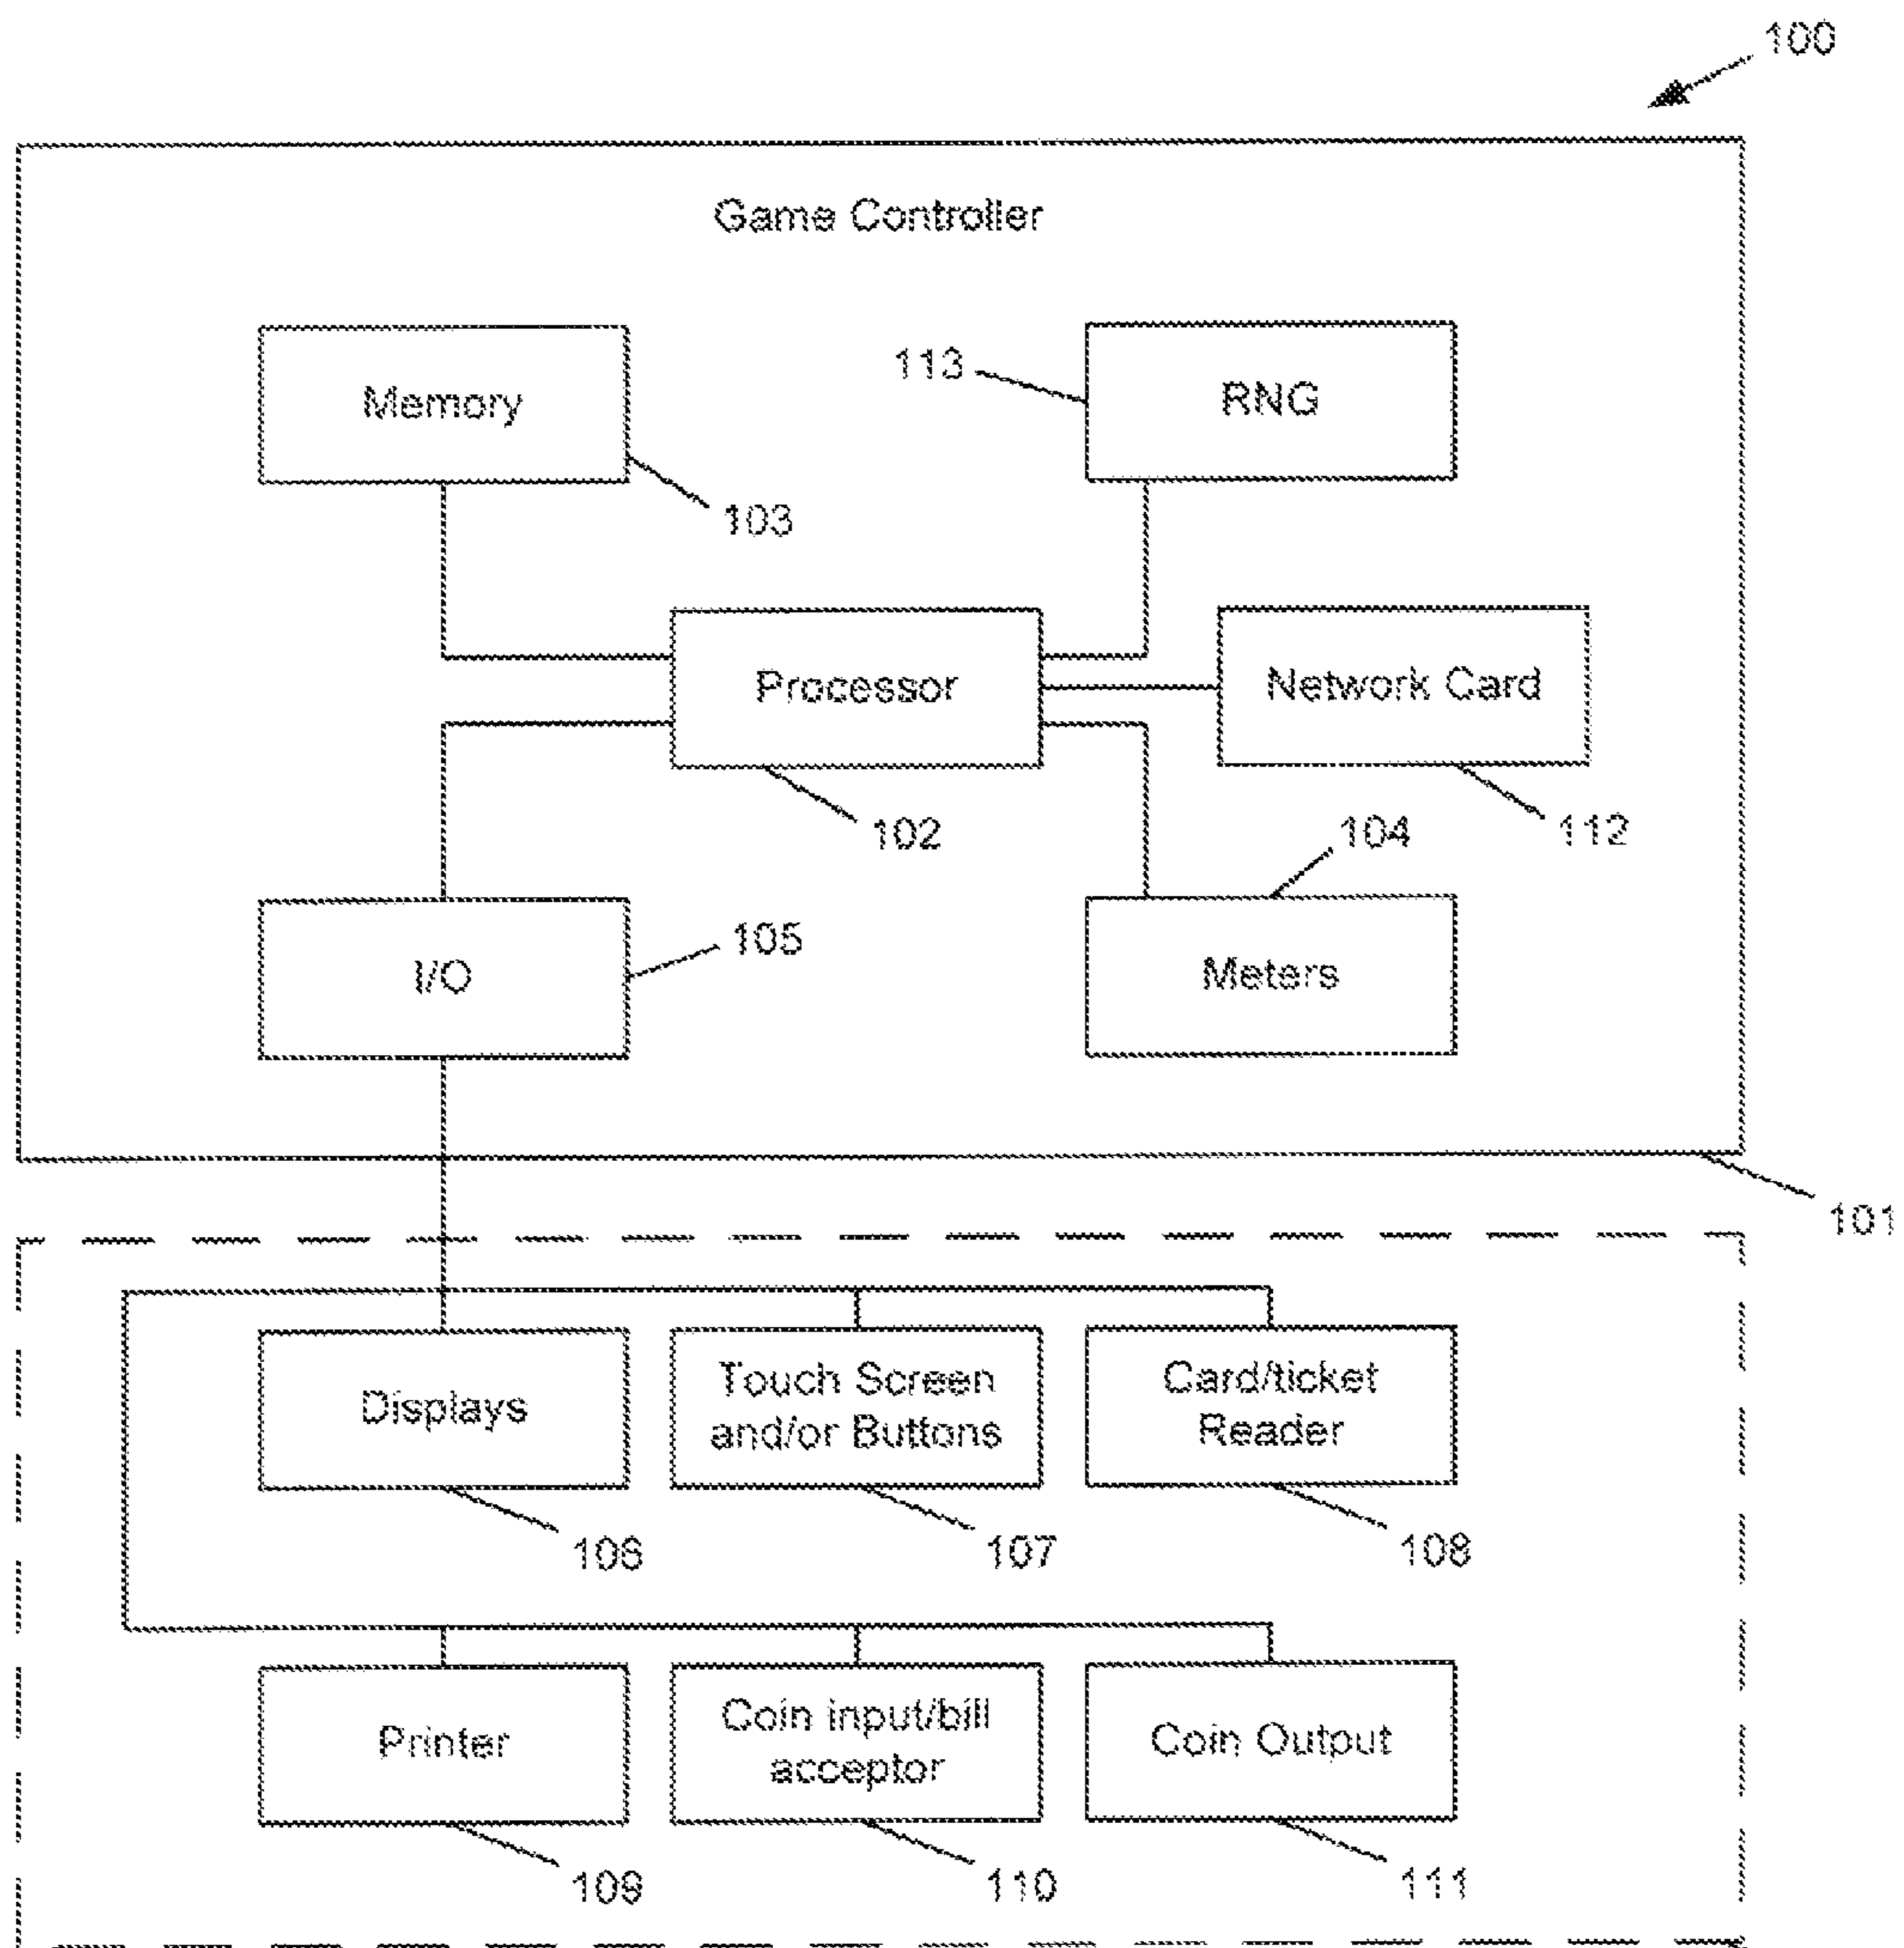 100
Game Controller
Memory
113
RNG
103
Processor
Network Card
102
104
112
I/O
105
Meters
101
Displays
Touch Screen
and/or Buttons
Card/ticket
Reader
106
107
108
Printer
Coin input/bill
acceptor
Coin Output
109
110
111